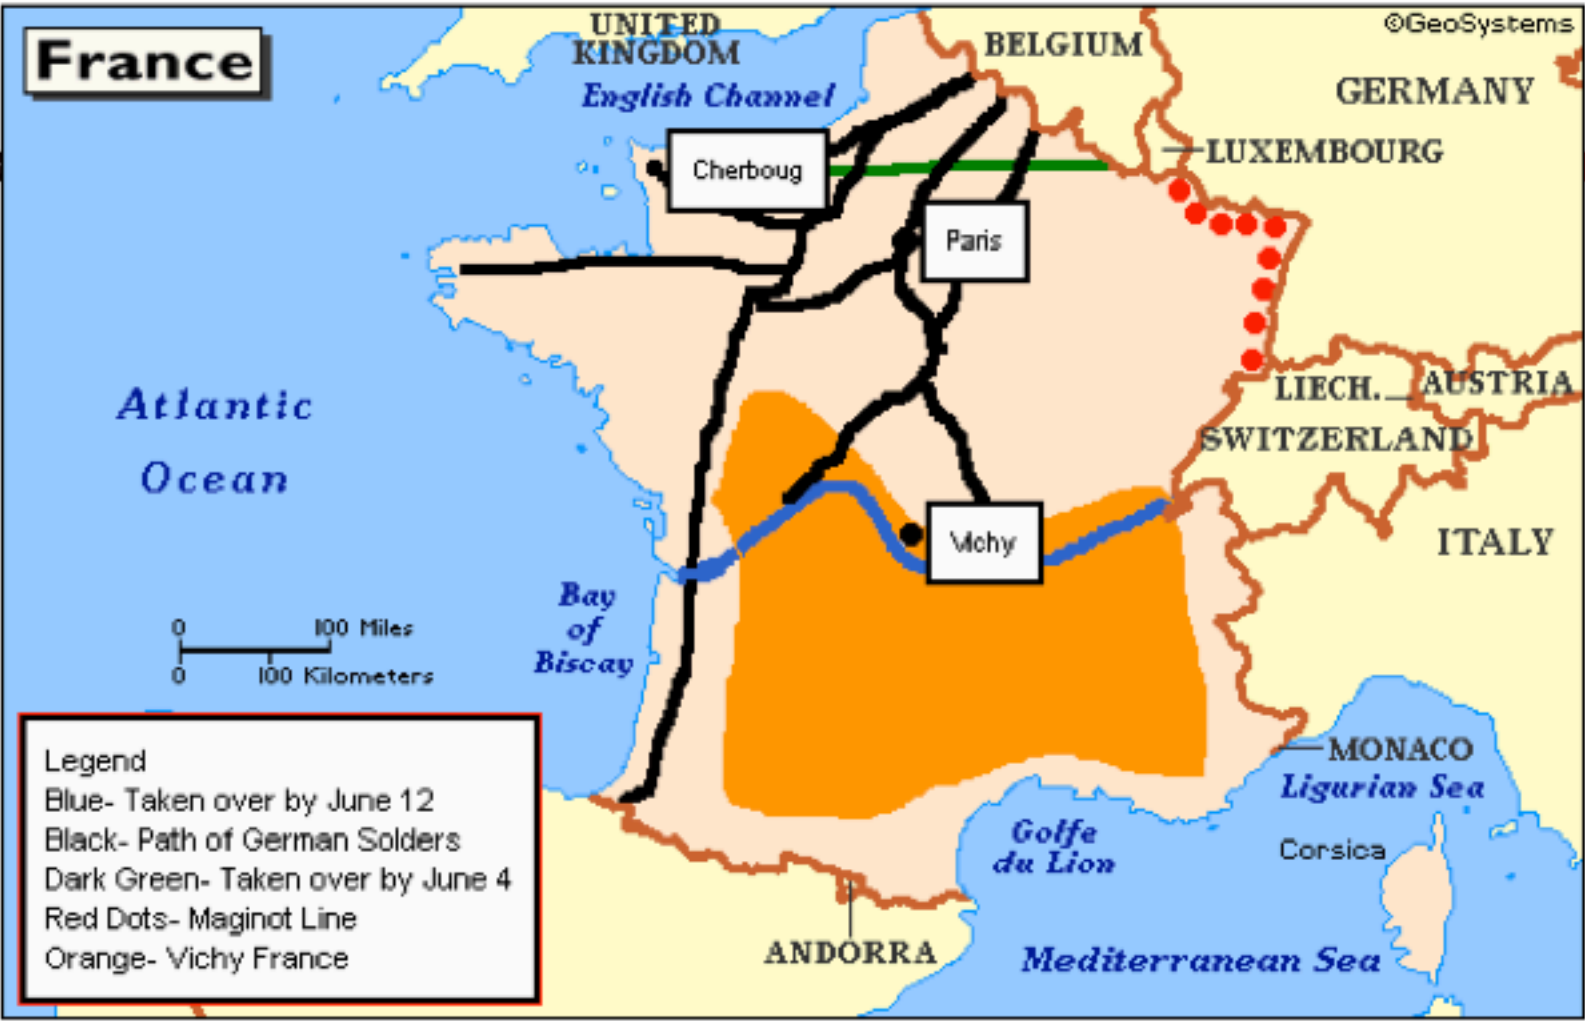 France
UNITED
KINGDOM
English Channel
BELGIUM
©GeoSystems
GERMANY
LUXEMBOURG
Cherboug
Paris
Atlantic
Ocean
LIECH.
AUSTRIA
SWITZERLAND
ITALY
Vichy
Bay
of
Biscay
0 100 Miles
0 100 Kilometers
MONACO
Ligurian Sea
Golfe
du Lion
Corsica
ANDORRA
Mediterranean Sea
Legend
Blue- Taken over by June 12
Black- Path of German Solders
Dark Green- Taken over by June 4
Red Dots- Maginot Line
Orange- Vichy France